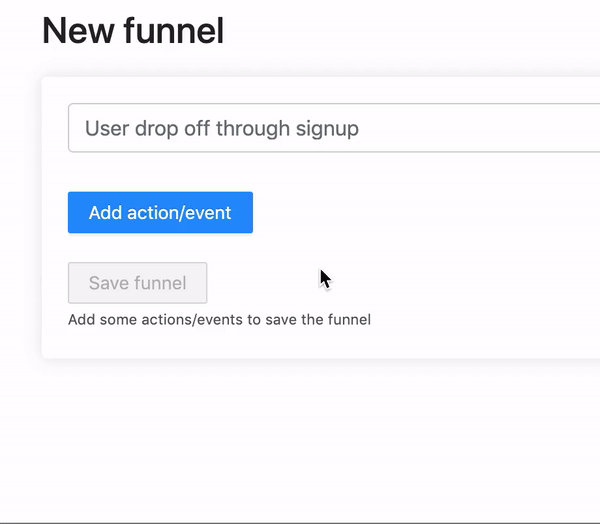 New funnel
User drop off through signup
Add action/event
Save funnel
Add some actions/events to save the funnel